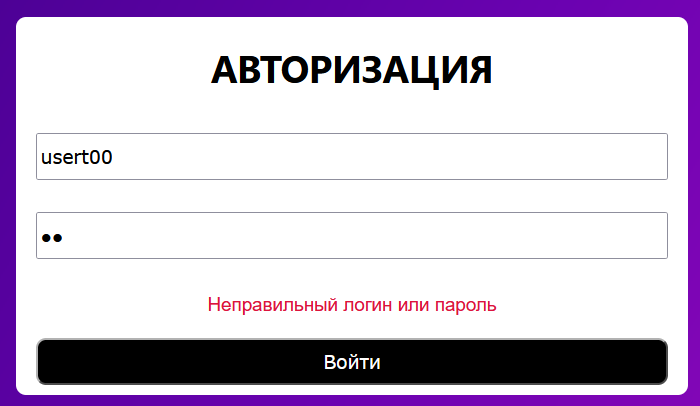 АВТОРИЗАЦИЯ
usert00
••
Неправильный логин или пароль
Войти